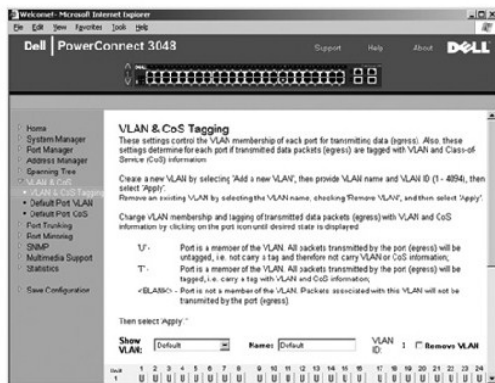 Welcome! - Microsoft Internet Explorer
File Edit View Favorites Tools Help
Dell | PowerConnect 3048
Support Help About DELL
Home
System Manager
Port Manager
Address Manager
Spanning Tree
VLAN & CoS
VLAN & CoS Tagging
Default Port VLAN
Default Port CoS
Port Trunking
Port Mirroring
SNMP
Multimedia Support
Statistics
Save Configuration
VLAN & CoS Tagging
These settings control the VLAN membership of each port for transmitting data (egress). Also, these
settings determine for each port if transmitted data packets (egress) are tagged with VLAN and Class-of-
Service (CoS) information.
Create a new VLAN by selecting 'Add a new VLAN', then provide VLAN name and VLAN ID (1 - 4094), then
select 'Apply'.
Remove an existing VLAN by selecting the VLAN name, checking 'Remove VLAN', and then select 'Apply'.
Change VLAN membership and tagging of transmitted data packets (egress) with VLAN and CoS
information by clicking on the port icon until desired state is displayed
'U' - Port is a member of the VLAN. All packets transmitted by the port (egress) will be
untagged, i.e. not carry a tag and therefore not carry VLAN or CoS information;
'T' - Port is a member of the VLAN. All packets transmitted by the port (egress) will be
tagged, i.e. carry a tag with VLAN and CoS information;
<BLANK> - Port is not a member of the VLAN. Packets associated with this VLAN will not be
transmitted by the port (egress).
Then select 'Apply'.
Show VLAN: Default Name: Default VLAN ID: 1 Remove VLAN
1 2 3 4 5 6 7 8 9 10 11 12 13 14 15 16 17 18 19 20 21 22 23 24
1 U U U U U U U U U U U U U U U U U U U U U U U U